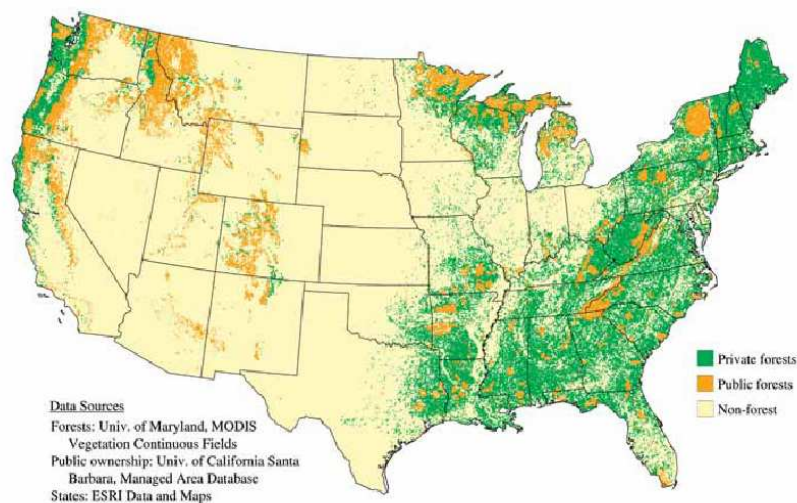 Private forests
Public forests
Non-forest
Data Sources
Forests: Univ. of Maryland, MODIS
Vegetation Continuous Fields
Public ownership: Univ. of California Santa
Barbara, Managed Area Database
States: ESRI Data and Maps